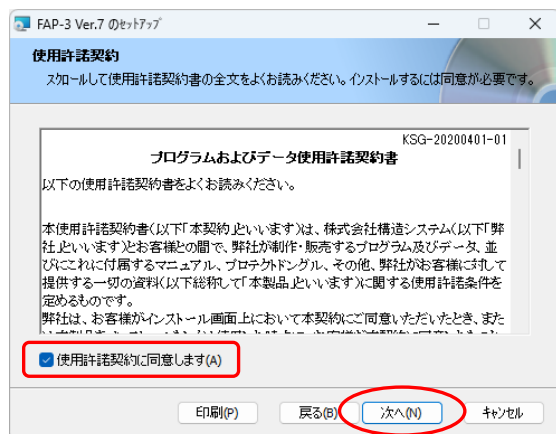 FAP-3 Ver.7 のｾｯﾄｱｯﾌﾟ
使用許諾契約
スクロールして使用許諾契約書の全文をよくお読みください。インストールするには同意が必要です。
KSG-20200401-01
プログラムおよびデータ使用許諾契約書
以下の使用許諾契約書をよくお読みください。
本使用許諾契約書(以下「本契約」といいます)は、株式会社構造システム(以下「弊
社」といいます)とお客様との間で、弊社が制作・販売するプログラム及びデータ、並
びにこれに付属するマニュアル、プロテクトドングル、その他、弊社がお客様に対して
提供する一切の資料(以下総称して「本製品」といいます)に関する使用許諾条件を
定めるものです。
弊社は、お客様がインストール画面上において本契約にご同意いただいたとき、また
使用許諾契約に同意します(A)
印刷(P)
戻る(B)
次へ(N)
キャンセル